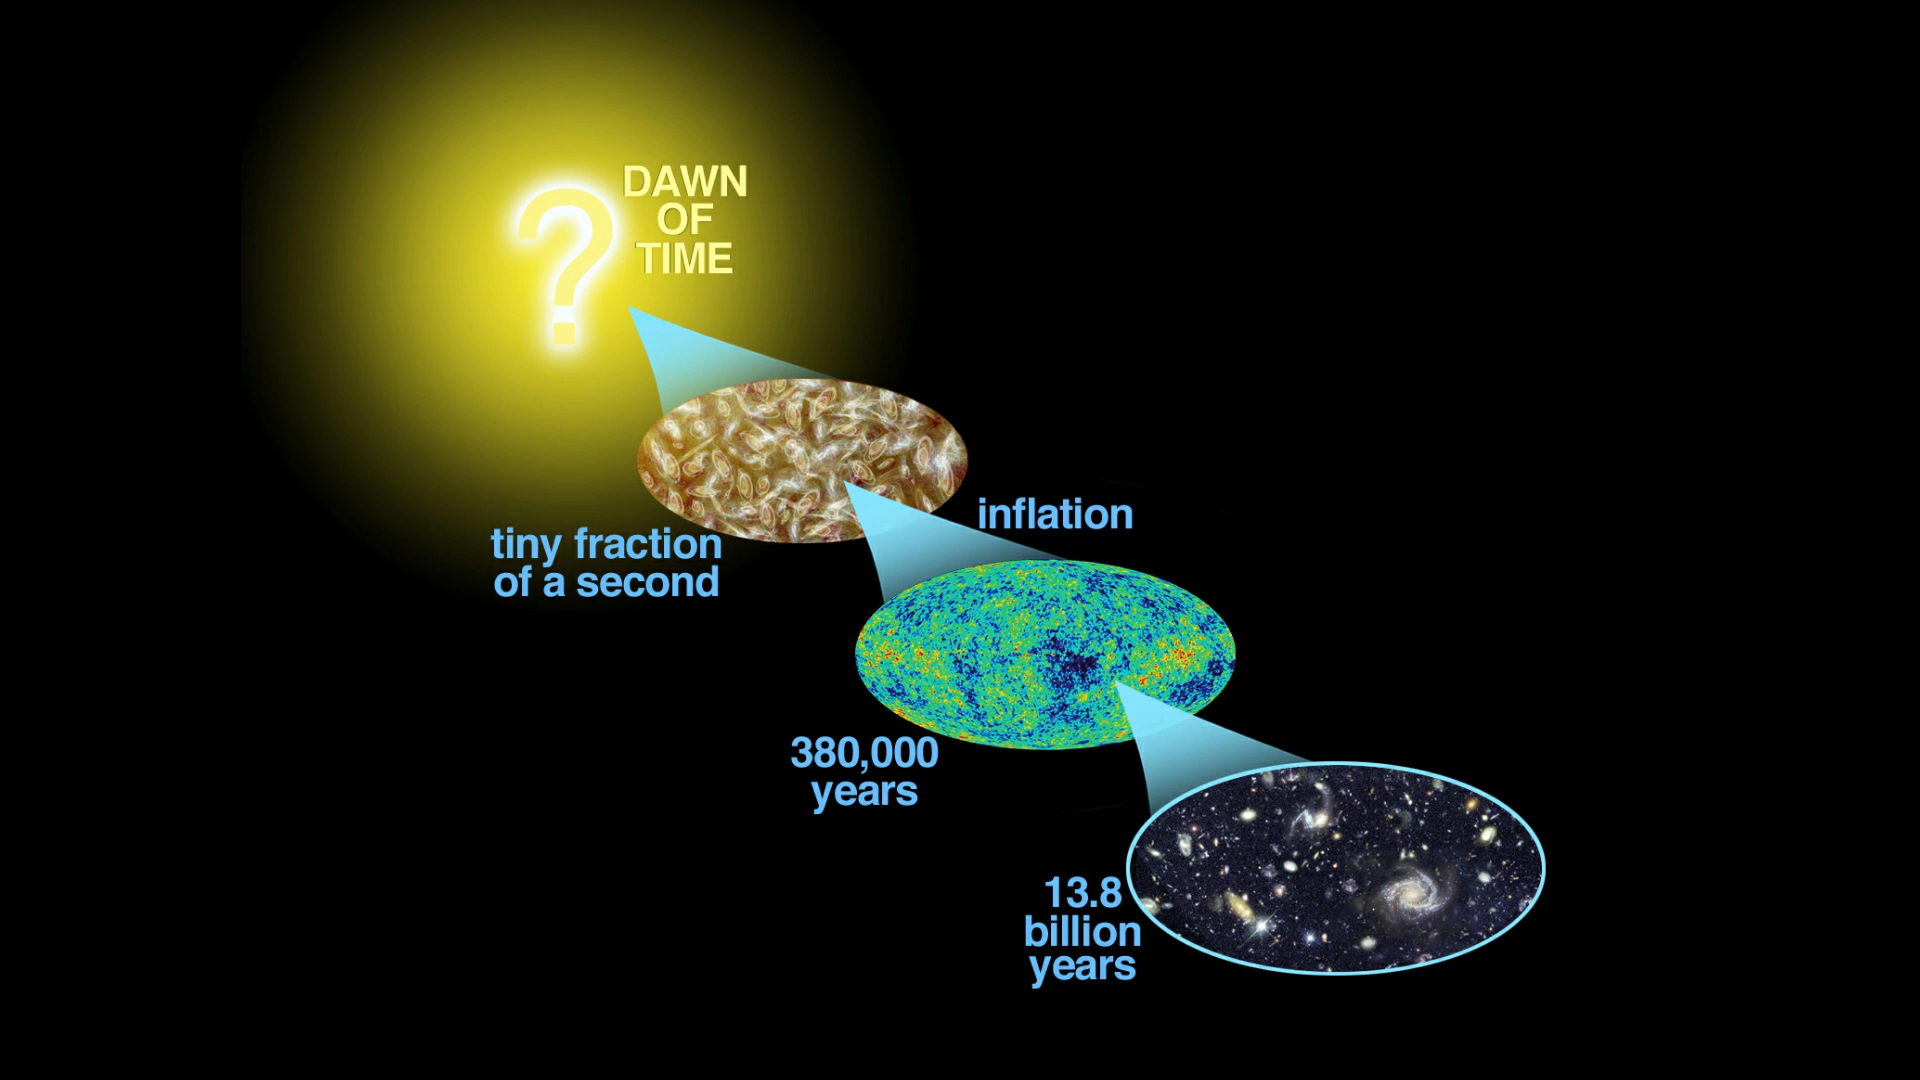 ?
DAWN
OF
TIME
inflation
tiny fraction
of a second
380,000
years
13.8
billion
years